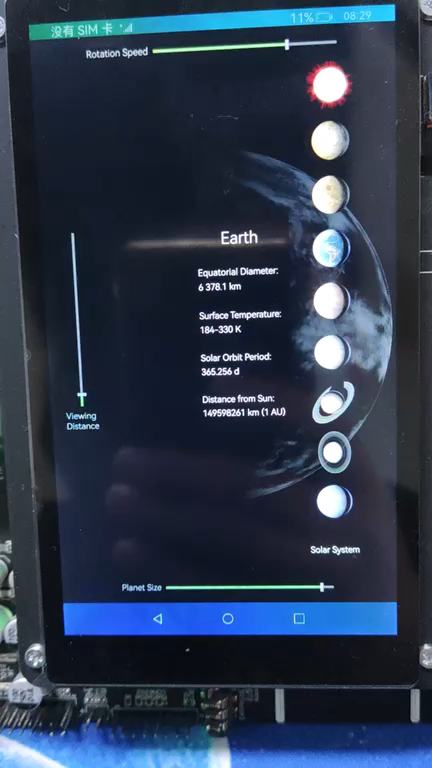 没有 SIM 卡
11%
08:29
Rotation Speed
Earth
Equatorial Diameter:
6 378.1 km
Surface Temperature:
184-330 K
Solar Orbit Period:
365.256 d
Distance from Sun:
149598261 km (1 AU)
Viewing
Distance
Solar System
Planet Size